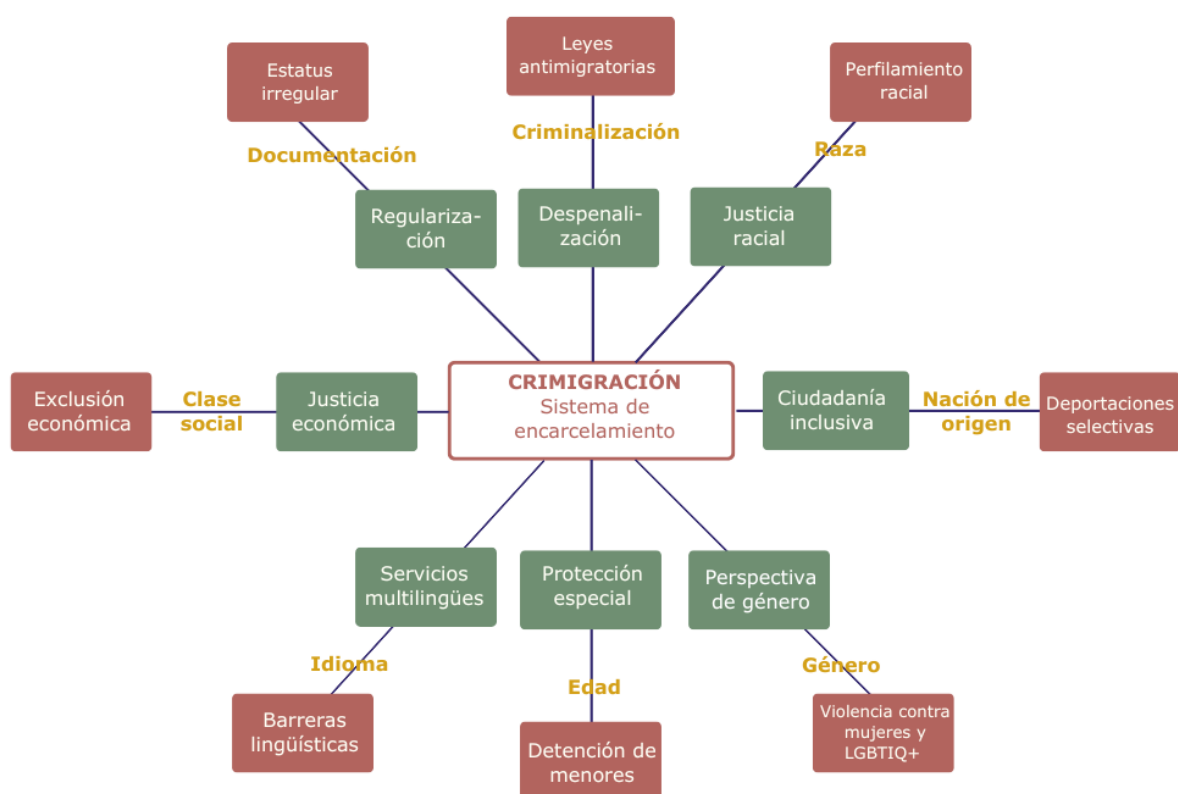 Leyes
antimigratorias
Estatus
irregular
Perfilamiento
racial
Criminalización
Documentación
Raza
Regulariza-
ción
Despenali-
zación
Justicia
racial
Exclusión
económica
Clase
social
Justicia
económica
CRIMIGRACIÓN
Sistema de
encarcelamiento
Ciudadanía
inclusiva
Nación de
origen
Deportaciones
selectivas
Servicios
multilingües
Protección
especial
Perspectiva
de género
Idioma
Edad
Género
Barreras
lingüísticas
Detención de
menores
Violencia contra
mujeres y
LGBTIQ+